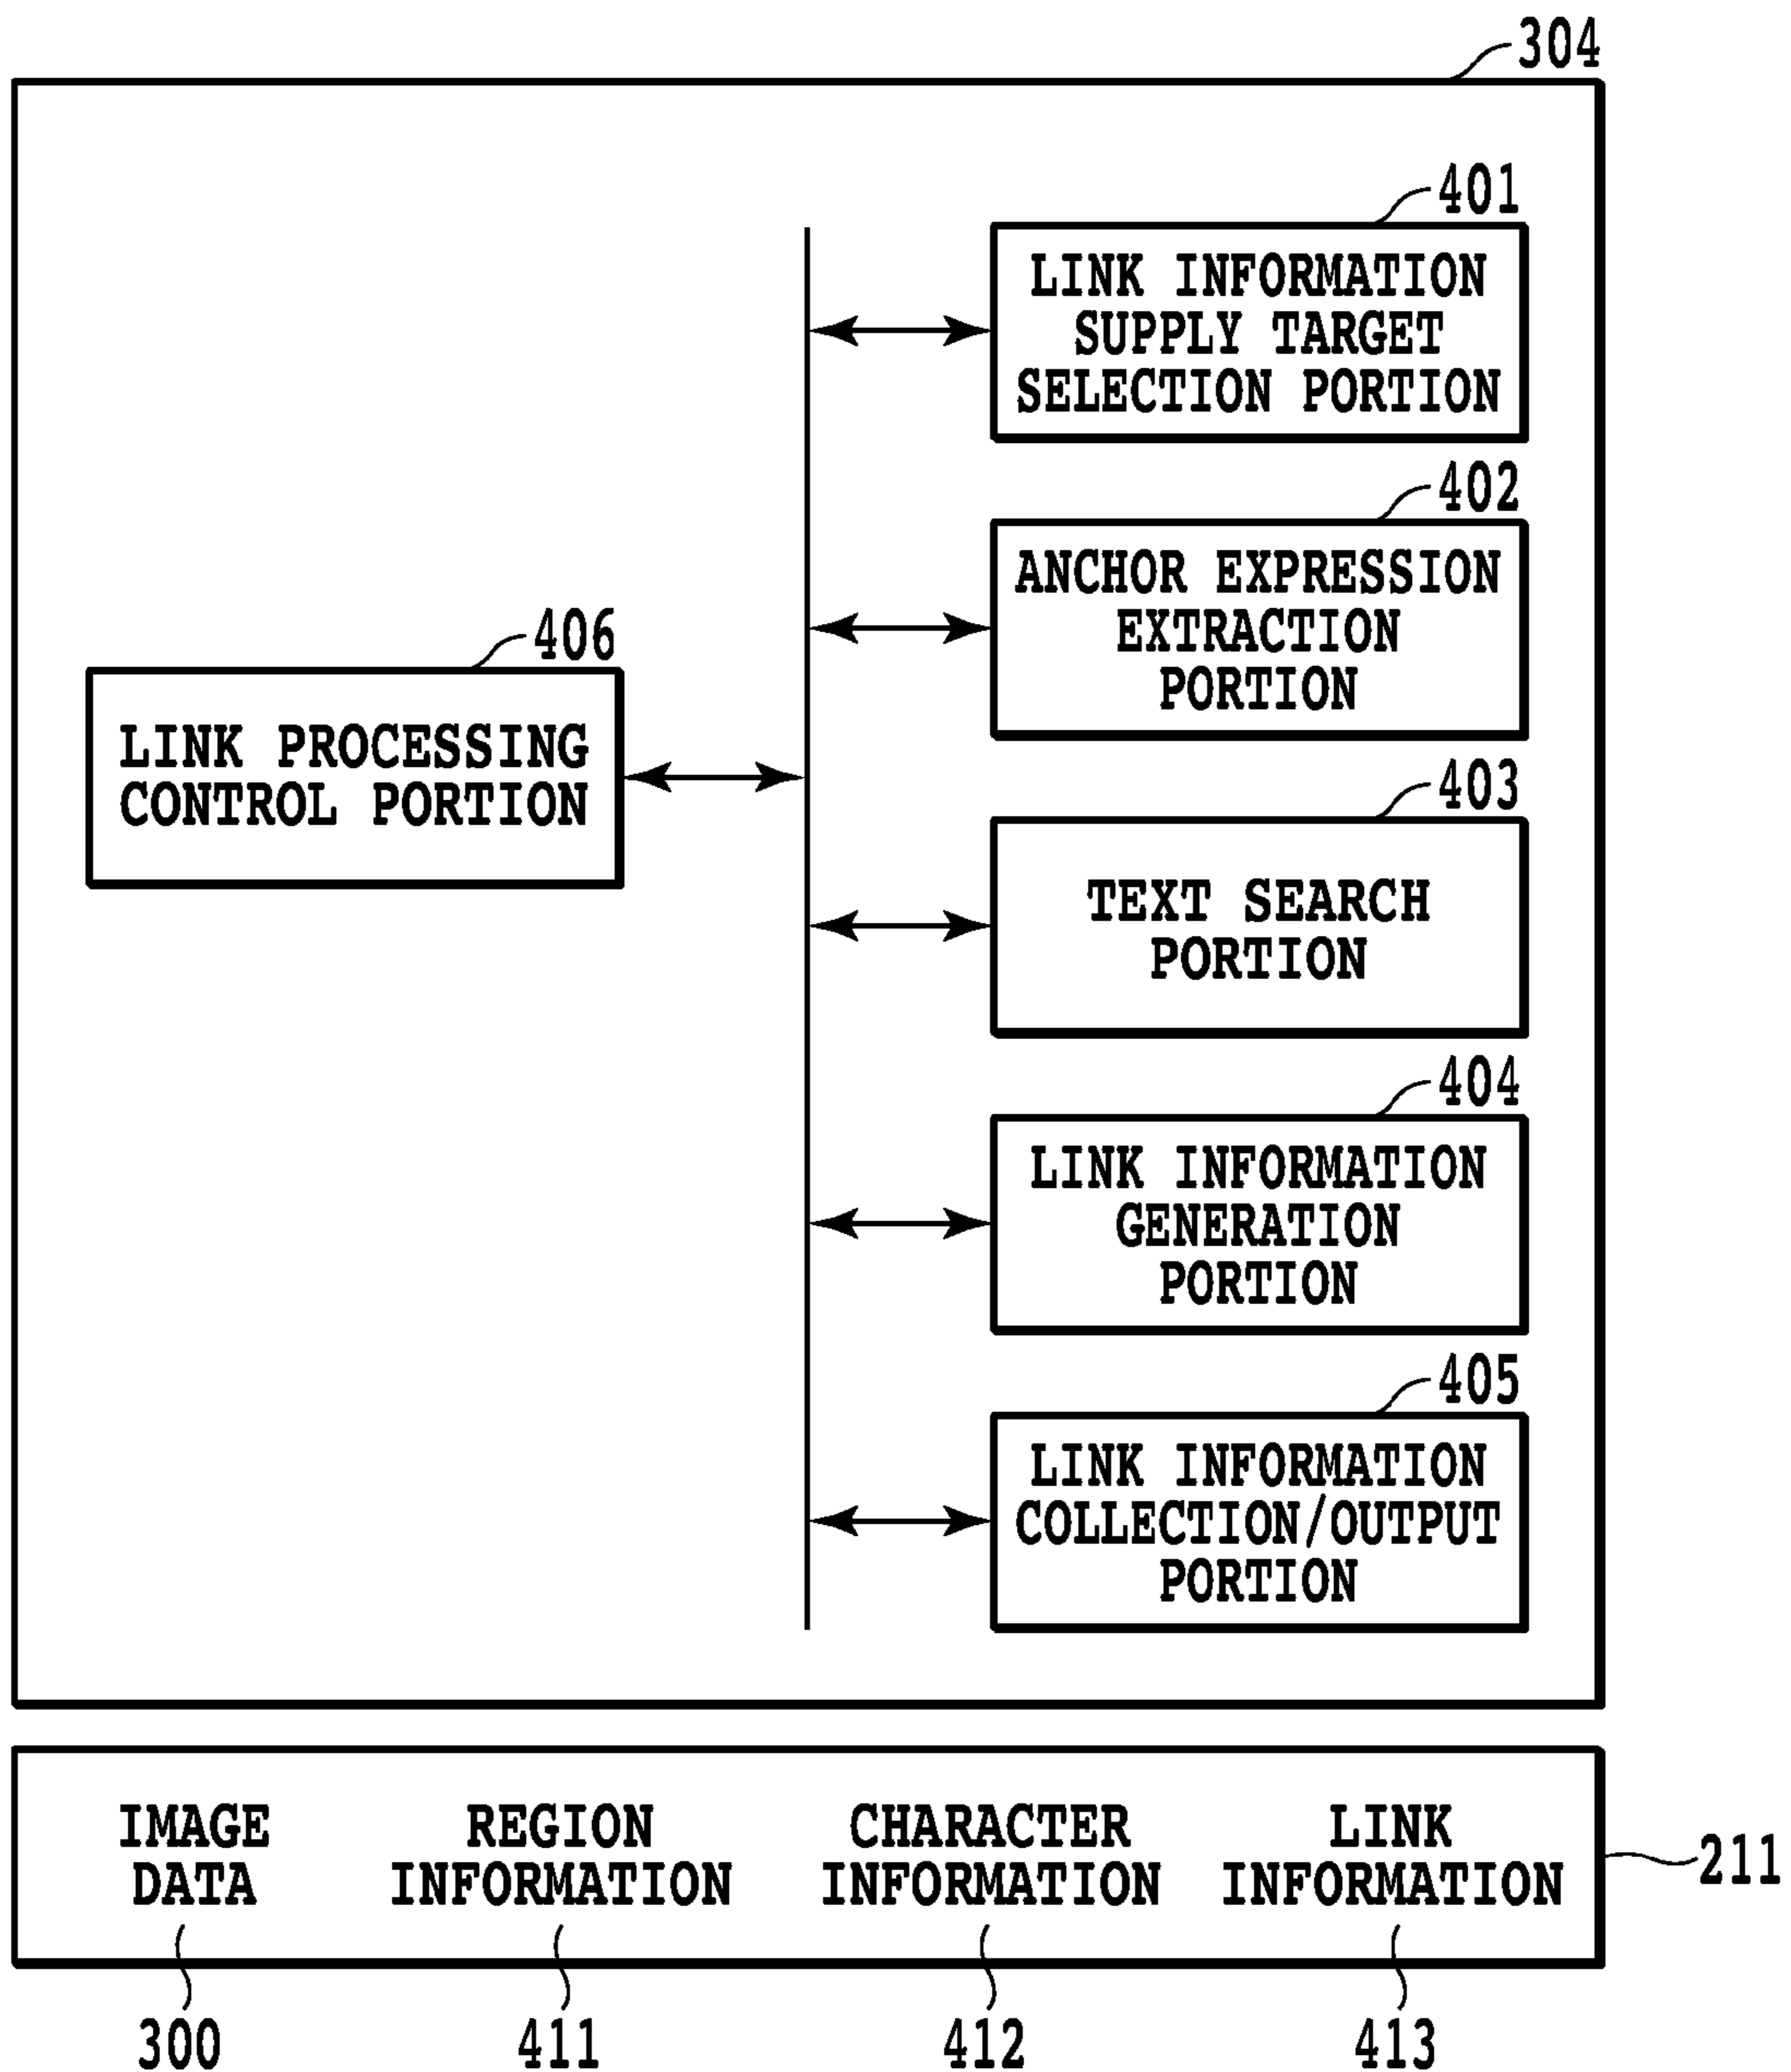 304
401
LINK INFORMATION
SUPPLY TARGET
SELECTION PORTION
402
ANCHOR EXPRESSION
EXTRACTION
PORTION
406
LINK PROCESSING
CONTROL PORTION
403
TEXT SEARCH
PORTION
404
LINK INFORMATION
GENERATION
PORTION
405
LINK INFORMATION
COLLECTION/OUTPUT
PORTION
IMAGE
DATA
REGION
INFORMATION
CHARACTER
INFORMATION
LINK
INFORMATION
211
300
411
412
413